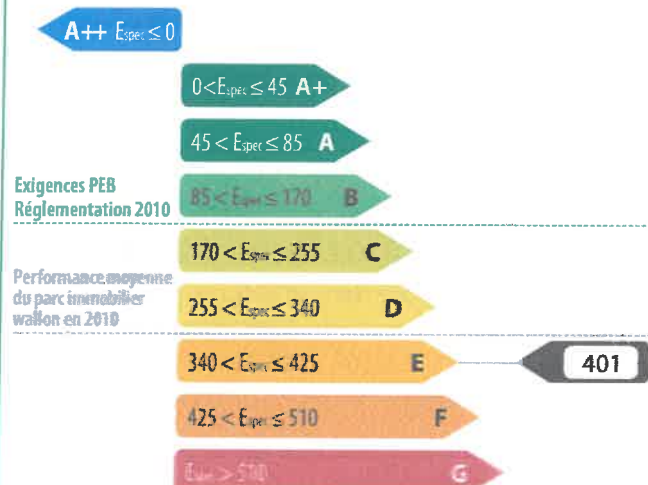 A++ Espec ≤ 0
0<Espec ≤ 45 A+
45 < Espec ≤ 85 A
Exigences PEB
Réglementation 2010
85 < Espec ≤ 170 B
170 < Espec ≤ 255 C
Performance moyenne
du parc immobilier
wallon en 2010
255 < Espec ≤ 340 D
340 < Espec ≤ 425 E
401
425 < Espec ≤ 510 F
Espec > 510 G